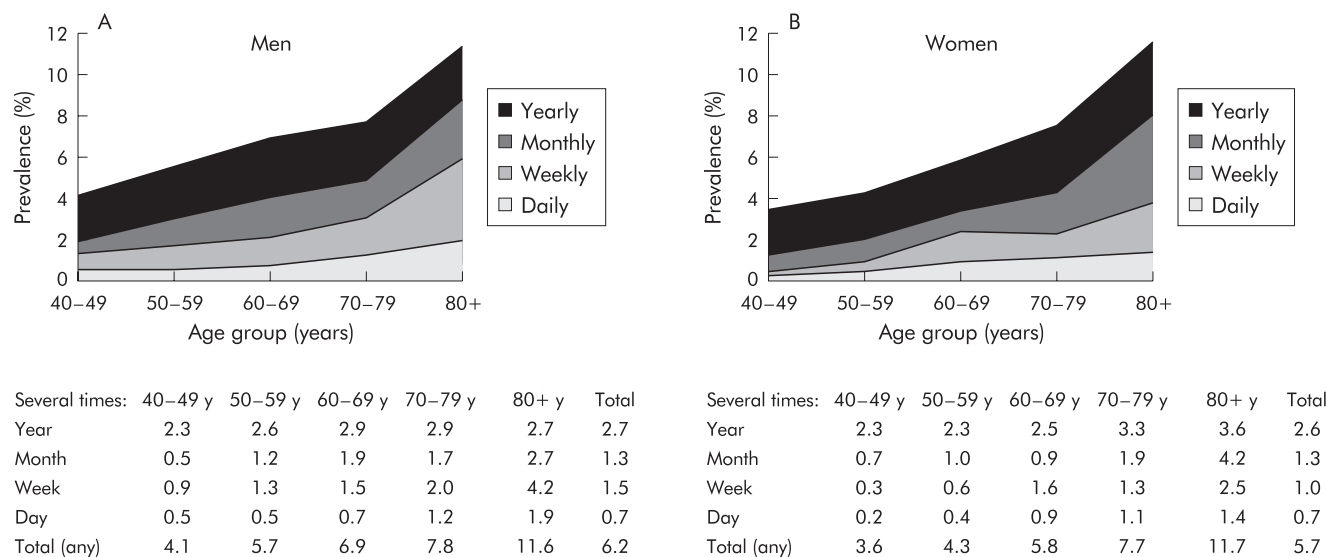 A
Men
Prevalence (%)
12
10
8
6
4
2
0
40–49 50–59 60–69 70–79 80+
Age group (years)
Yearly
Monthly
Weekly
Daily
B
Women
Prevalence (%)
12
10
8
6
4
2
0
40–49 50–59 60–69 70–79 80+
Age group (years)
Yearly
Monthly
Weekly
Daily
Several times: 40–49 y 50–59 y 60–69 y 70–79 y 80+ y Total
Year 2.3 2.6 2.9 2.9 2.7 2.7
Month 0.5 1.2 1.9 1.7 2.7 1.3
Week 0.9 1.3 1.5 2.0 4.2 1.5
Day 0.5 0.5 0.7 1.2 1.9 0.7
Total (any) 4.1 5.7 6.9 7.8 11.6 6.2
Several times: 40–49 y 50–59 y 60–69 y 70–79 y 80+ y Total
Year 2.3 2.3 2.5 3.3 3.6 2.6
Month 0.7 1.0 0.9 1.9 4.2 1.3
Week 0.3 0.6 1.6 1.3 2.5 1.0
Day 0.2 0.4 0.9 1.1 1.4 0.7
Total (any) 3.6 4.3 5.8 7.7 11.7 5.7